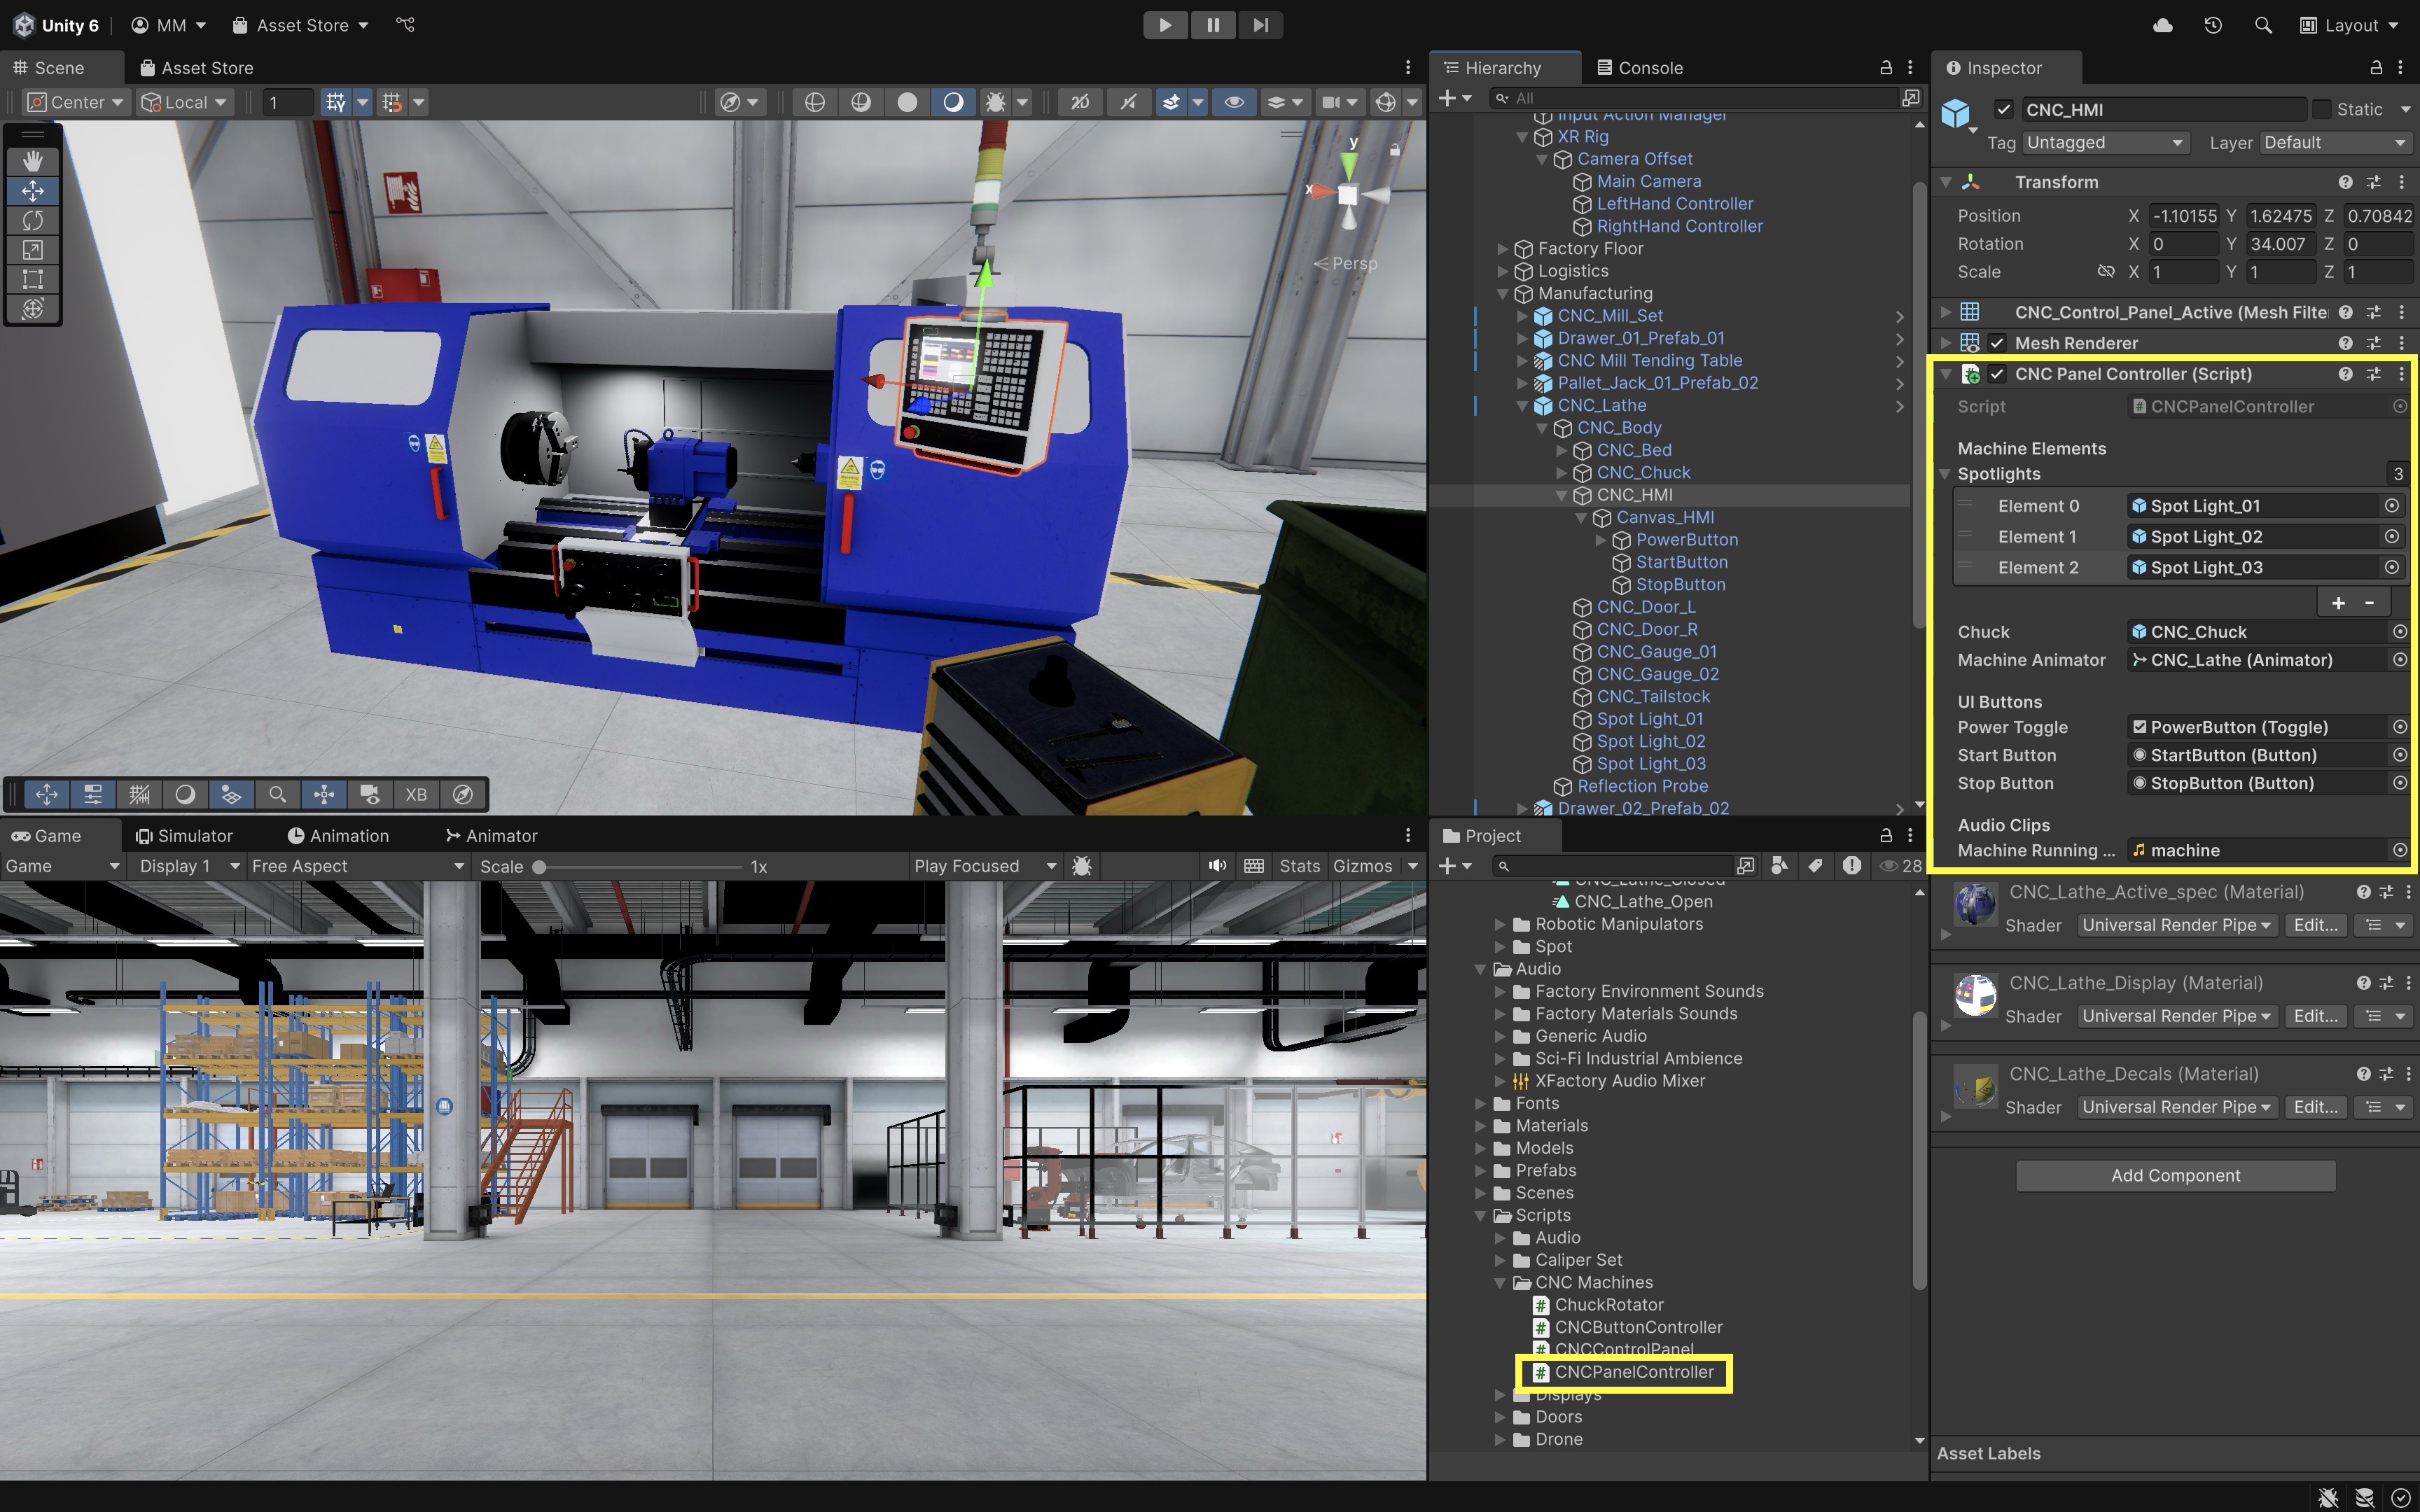 Unity 6
MM
Asset Store
Layout
Scene
Asset Store
Center
Local
1
2D
y
x
Persp
XB
Game
Simulator
Animation
Animator
Game
Display 1
Free Aspect
Scale
1x
Play Focused
Stats
Gizmos
Hierarchy
Console
All
Input Action Manager
XR Rig
Camera Offset
Main Camera
LeftHand Controller
RightHand Controller
Factory Floor
Logistics
Manufacturing
CNC_Mill_Set
Drawer_01_Prefab_01
CNC Mill Tending Table
Pallet_Jack_01_Prefab_02
CNC_Lathe
CNC_Body
CNC_Bed
CNC_Chuck
CNC_HMI
Canvas_HMI
PowerButton
StartButton
StopButton
CNC_Door_L
CNC_Door_R
CNC_Gauge_01
CNC_Gauge_02
CNC_Tailstock
Spot Light_01
Spot Light_02
Spot Light_03
Reflection Probe
Drawer_02_Prefab_02
Project
28
CNC_Lathe_Closed
CNC_Lathe_Open
Robotic Manipulators
Spot
Audio
Factory Environment Sounds
Factory Materials Sounds
Generic Audio
Sci-Fi Industrial Ambience
XFactory Audio Mixer
Fonts
Materials
Models
Prefabs
Scenes
Scripts
Audio
Caliper Set
CNC Machines
ChuckRotator
CNCButtonController
CNCControlPanel
CNCPanelController
Displays
Doors
Drone
Inspector
CNC_HMI
Static
Tag Untagged Layer Default
Transform
Position X -1.10155 Y 1.62475 Z 0.70842
Rotation X 0 Y 34.007 Z 0
Scale X 1 Y 1 Z 1
CNC_Control_Panel_Active (Mesh Filte
Mesh Renderer
CNC Panel Controller (Script)
Script CNCPanelController
Machine Elements
Spotlights 3
Element 0 Spot Light_01
Element 1 Spot Light_02
Element 2 Spot Light_03
+ -
Chuck CNC_Chuck
Machine Animator CNC_Lathe (Animator)
UI Buttons
Power Toggle PowerButton (Toggle)
Start Button StartButton (Button)
Stop Button StopButton (Button)
Audio Clips
Machine Running ... machine
CNC_Lathe_Active_spec (Material)
Shader Universal Render Pipe Edit...
CNC_Lathe_Display (Material)
Shader Universal Render Pipe Edit...
CNC_Lathe_Decals (Material)
Shader Universal Render Pipe Edit...
Add Component
Asset Labels